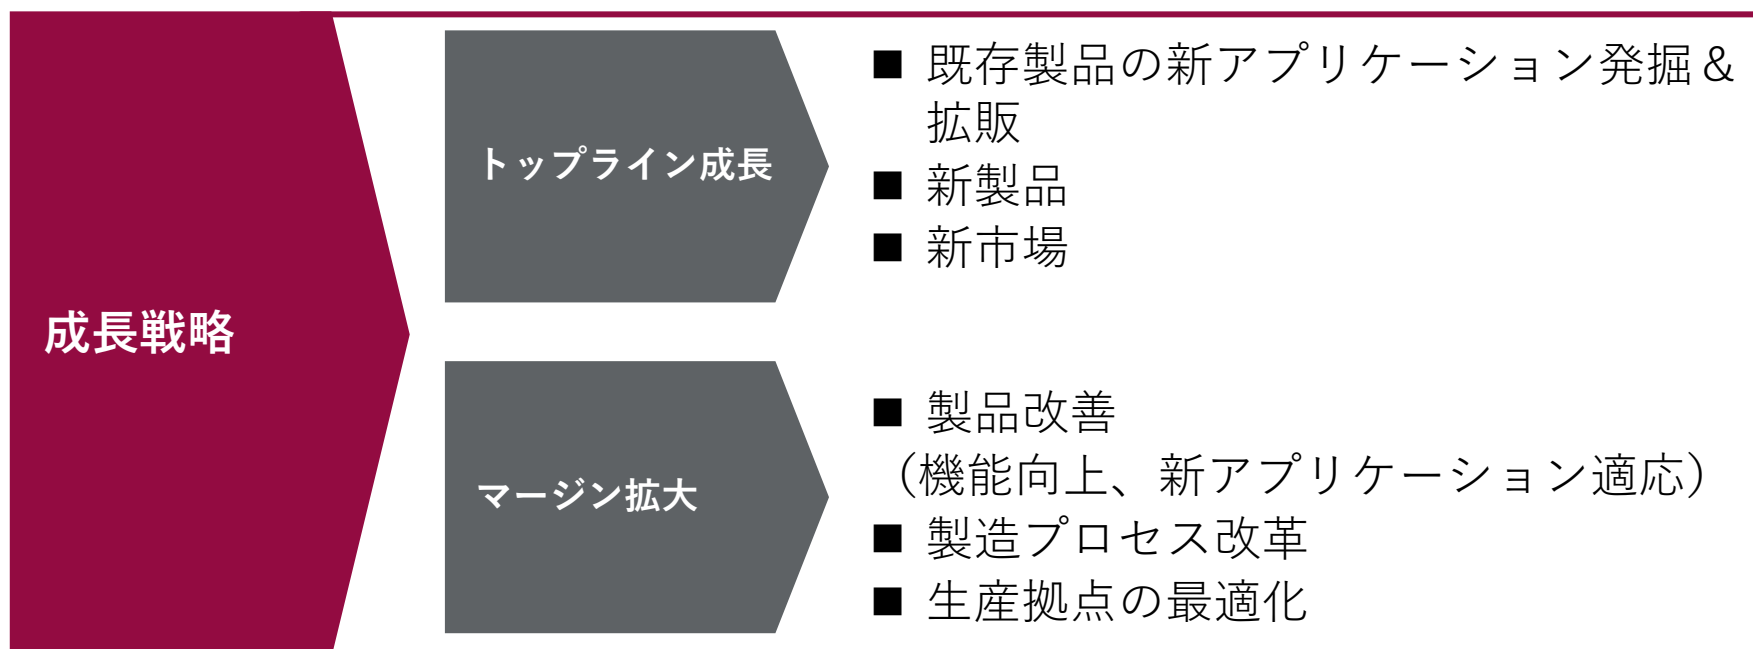 成長戦略
トップライン成長
■ 既存製品の新アプリケーション発掘＆
拡販
■ 新製品
■ 新市場
マージン拡大
■ 製品改善
（機能向上、新アプリケーション適応）
■ 製造プロセス改革
■ 生産拠点の最適化